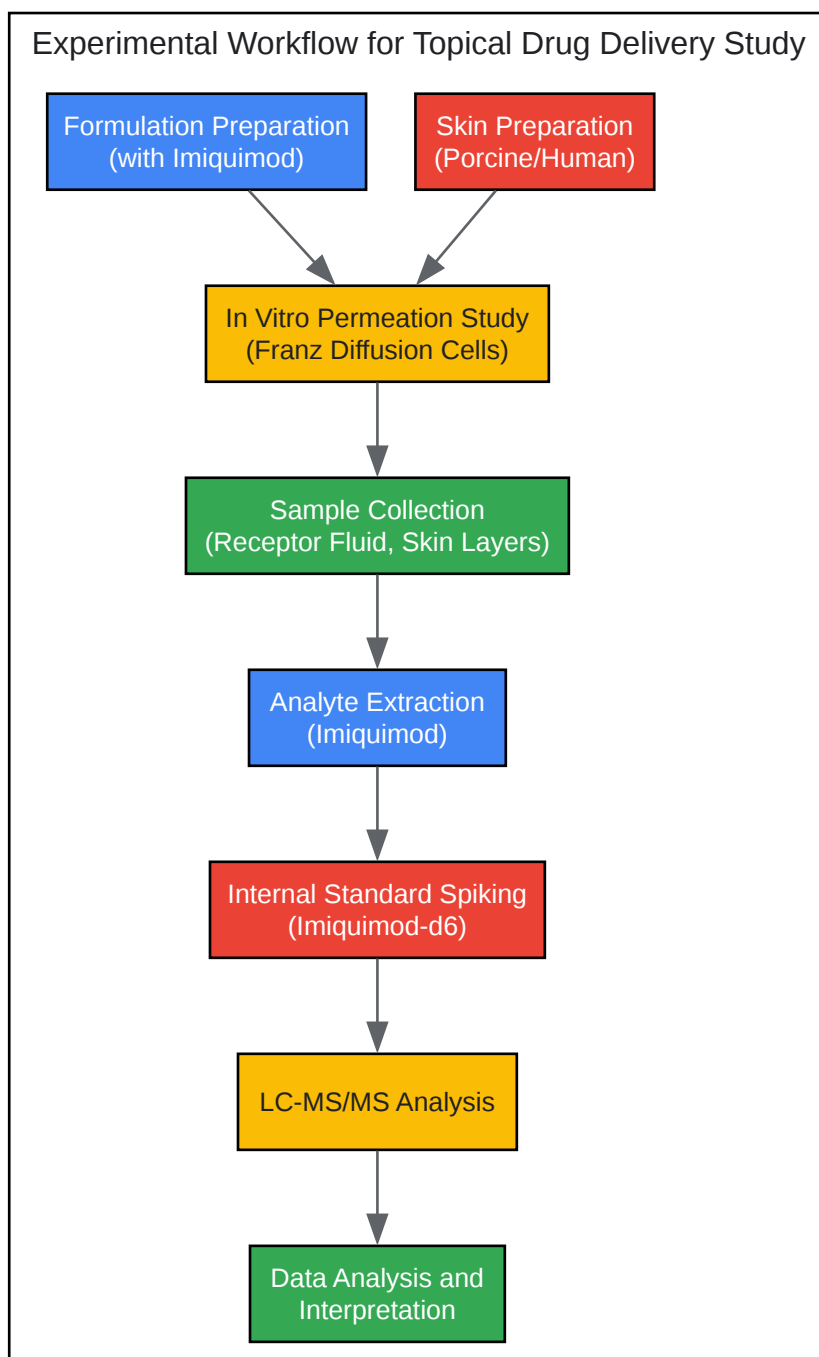 Experimental Workflow for Topical Drug Delivery Study
Formulation Preparation
(with Imiquimod)
Skin Preparation
(Porcine/Human)
In Vitro Permeation Study
(Franz Diffusion Cells)
Sample Collection
(Receptor Fluid, Skin Layers)
Analyte Extraction
(Imiquimod)
Internal Standard Spiking
(Imiquimod-d6)
LC-MS/MS Analysis
Data Analysis and
Interpretation